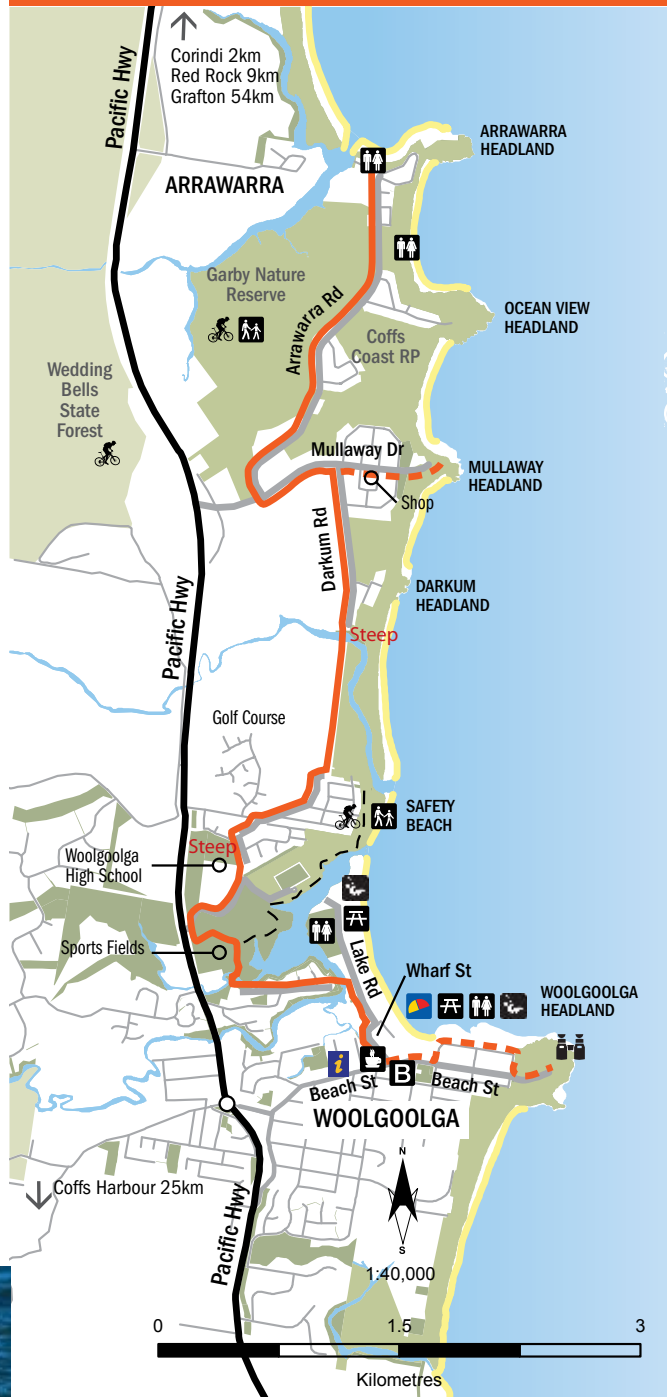 Pacific Hwy
Corindi 2km
Red Rock 9km
Grafton 54km
ARRAWARRA
HEADLAND
ARRAWARRA
Garby Nature
Reserve
Arrawarra Rd
OCEAN VIEW
HEADLAND
Coffs
Coast RP
Wedding
Bells
State
Forest
Mullaway Dr
MULLAWAY
HEADLAND
Shop
Darkum Rd
DARKUM
HEADLAND
Pacific Hwy
Steep
Golf Course
SAFETY
BEACH
Steep
Woolgoolga
High School
Sports Fields
Lake Rd
Wharf St
WOOLGOOLGA
HEADLAND
i
B
Beach St
Beach St
WOOLGOOLGA
Coffs Harbour 25km
N
S
Pacific Hwy
1:40,000
0 1.5 3
Kilometres